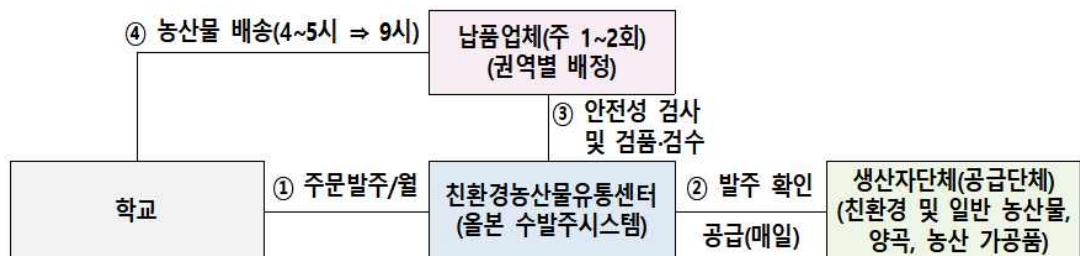 ④ 농산물 배송(4~5시 ⇒ 9시)
납품업체(주 1~2회)
(권역별 배정)
③ 안전성 검사
및 검품·검수
학교
① 주문발주/월
친환경농산물유통센터
(올본 수발주시스템)
② 발주 확인
공급(매일)
생산자단체(공급단체)
(친환경 및 일반 농산물,
양곡, 농산 가공품)